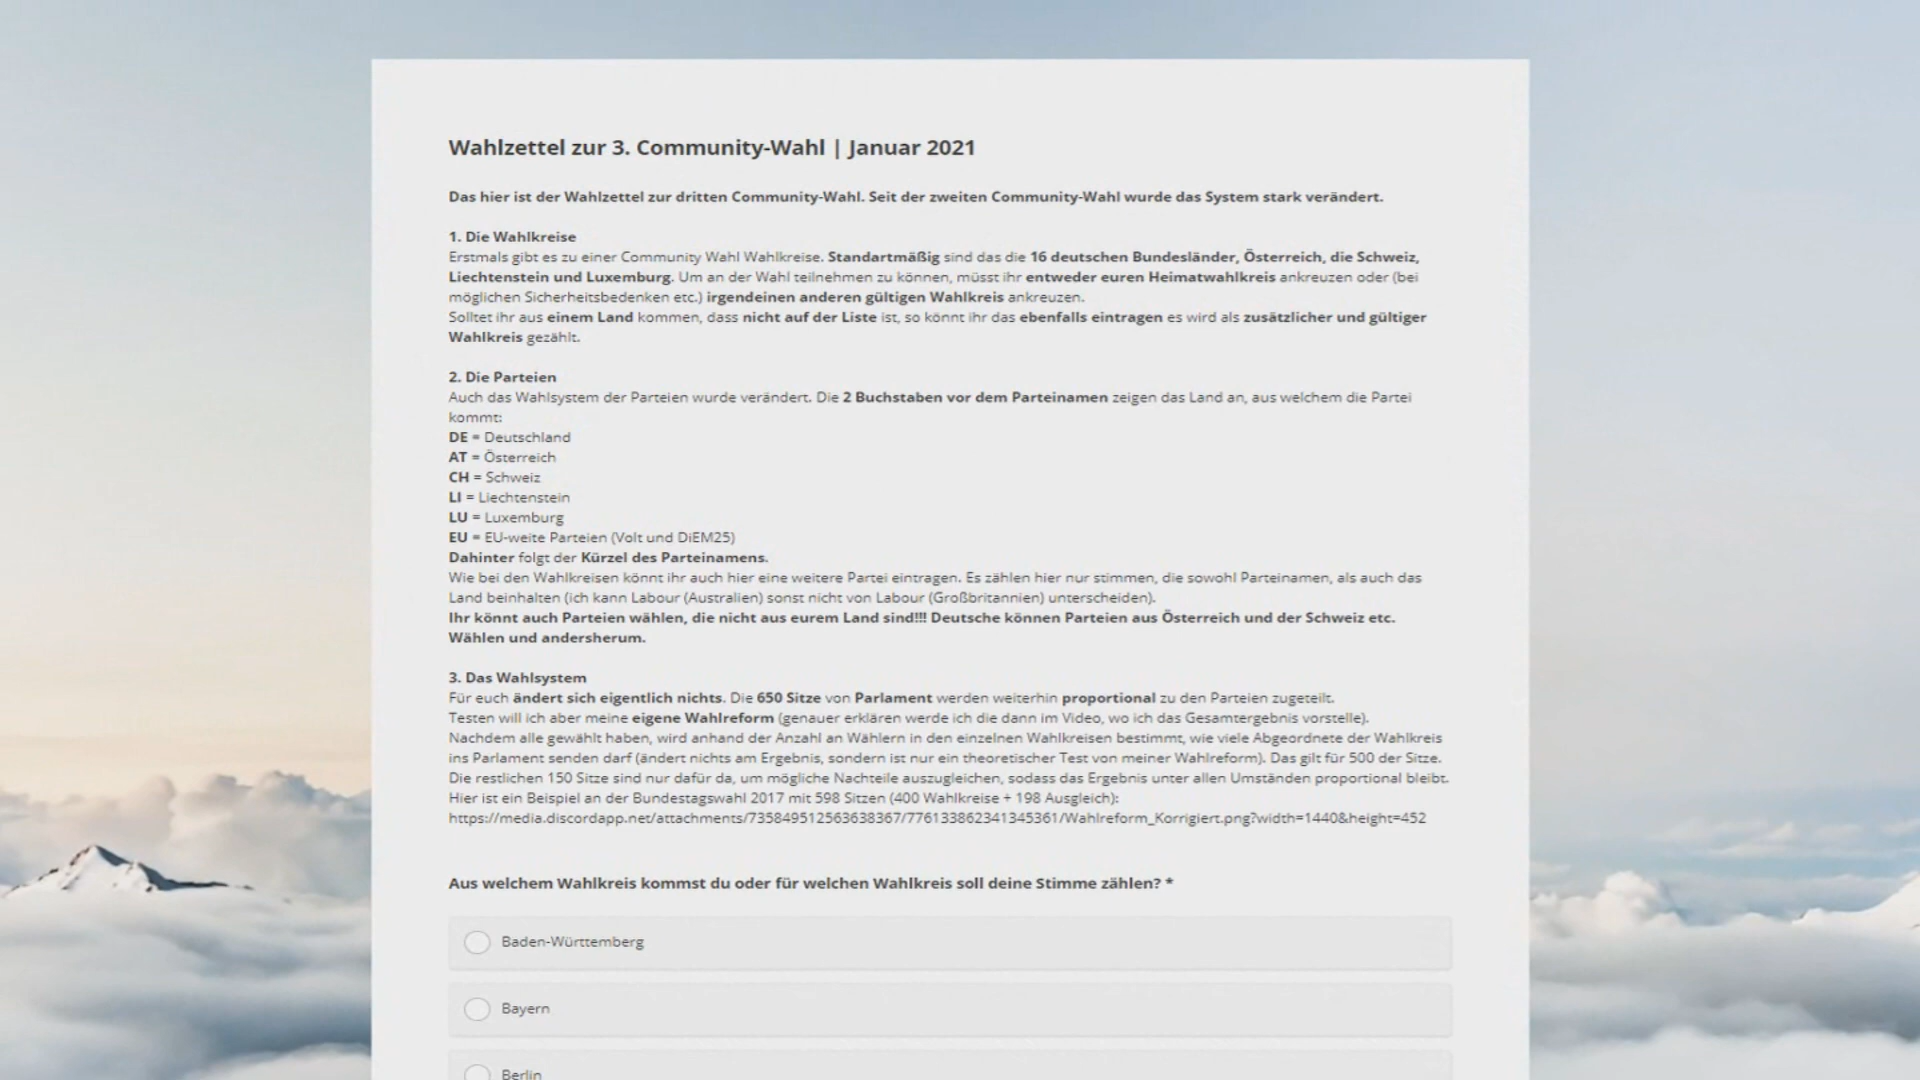 Wahlzettel zur 3. Community-Wahl | Januar 2021
Das hier ist der Wahlzettel zur dritten Community-Wahl. Seit der zweiten Community-Wahl wurde das System stark verändert.
1. Die Wahlkreise
Erstmals gibt es zu einer Community Wahl Wahlkreise. Standartmäßig sind das die 16 deutschen Bundesländer, Österreich, die Schweiz,
Liechtenstein und Luxemburg. Um an der Wahl teilnehmen zu können, müsst ihr entweder euren Heimatwahlkreis ankreuzen oder (bei
möglichen Sicherheitsbedenken etc.) irgendeinen anderen gültigen Wahlkreis ankreuzen.
Solltet ihr aus einem Land kommen, dass nicht auf der Liste ist, so könnt ihr das ebenfalls eintragen es wird als zusätzlicher und gültiger
Wahlkreis gezählt.
2. Die Parteien
Auch das Wahlsystem der Parteien wurde verändert. Die 2 Buchstaben vor dem Parteinamen zeigen das Land an, aus welchem die Partei
kommt:
DE = Deutschland
AT = Österreich
CH = Schweiz
LI = Liechtenstein
LU = Luxemburg
EU = EU-weite Parteien (Volt und DiEM25)
Dahinter folgt der Kürzel des Parteinamens.
Wie bei den Wahlkreisen könnt ihr auch hier eine weitere Partei eintragen. Es zählen hier nur stimmen, die sowohl Parteinamen, als auch das
Land beinhalten (ich kann Labour (Australien) sonst nicht von Labour (Großbritannien) unterscheiden).
Ihr könnt auch Parteien wählen, die nicht aus eurem Land sind!!! Deutsche können Parteien aus Österreich und der Schweiz etc.
Wählen und andersherum.
3. Das Wahlsystem
Für euch ändert sich eigentlich nichts. Die 650 Sitze von Parlament werden weiterhin proportional zu den Parteien zugeteilt.
Testen will ich aber meine eigene Wahlreform (genauer erklären werde ich die dann im Video, wo ich das Gesamtergebnis vorstelle).
Nachdem alle gewählt haben, wird anhand der Anzahl an Wählern in den einzelnen Wahlkreisen bestimmt, wie viele Abgeordnete der Wahlkreis
ins Parlament senden darf (ändert nichts am Ergebnis, sondern ist nur ein theoretischer Test von meiner Wahlreform). Das gilt für 500 der Sitze.
Die restlichen 150 Sitze sind nur dafür da, um mögliche Nachteile auszugleichen, sodass das Ergebnis unter allen Umständen proportional bleibt.
Hier ist ein Beispiel an der Bundestagswahl 2017 mit 598 Sitzen (400 Wahlkreise + 198 Ausgleich):
https://media.discordapp.net/attachments/735849512563638367/776133862341345361/Wahlreform_Korrigiert.png?width=1440&height=452
Aus welchem Wahlkreis kommst du oder für welchen Wahlkreis soll deine Stimme zählen? *
Baden-Württemberg
Bayern
Berlin